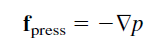 f_press = −∇p